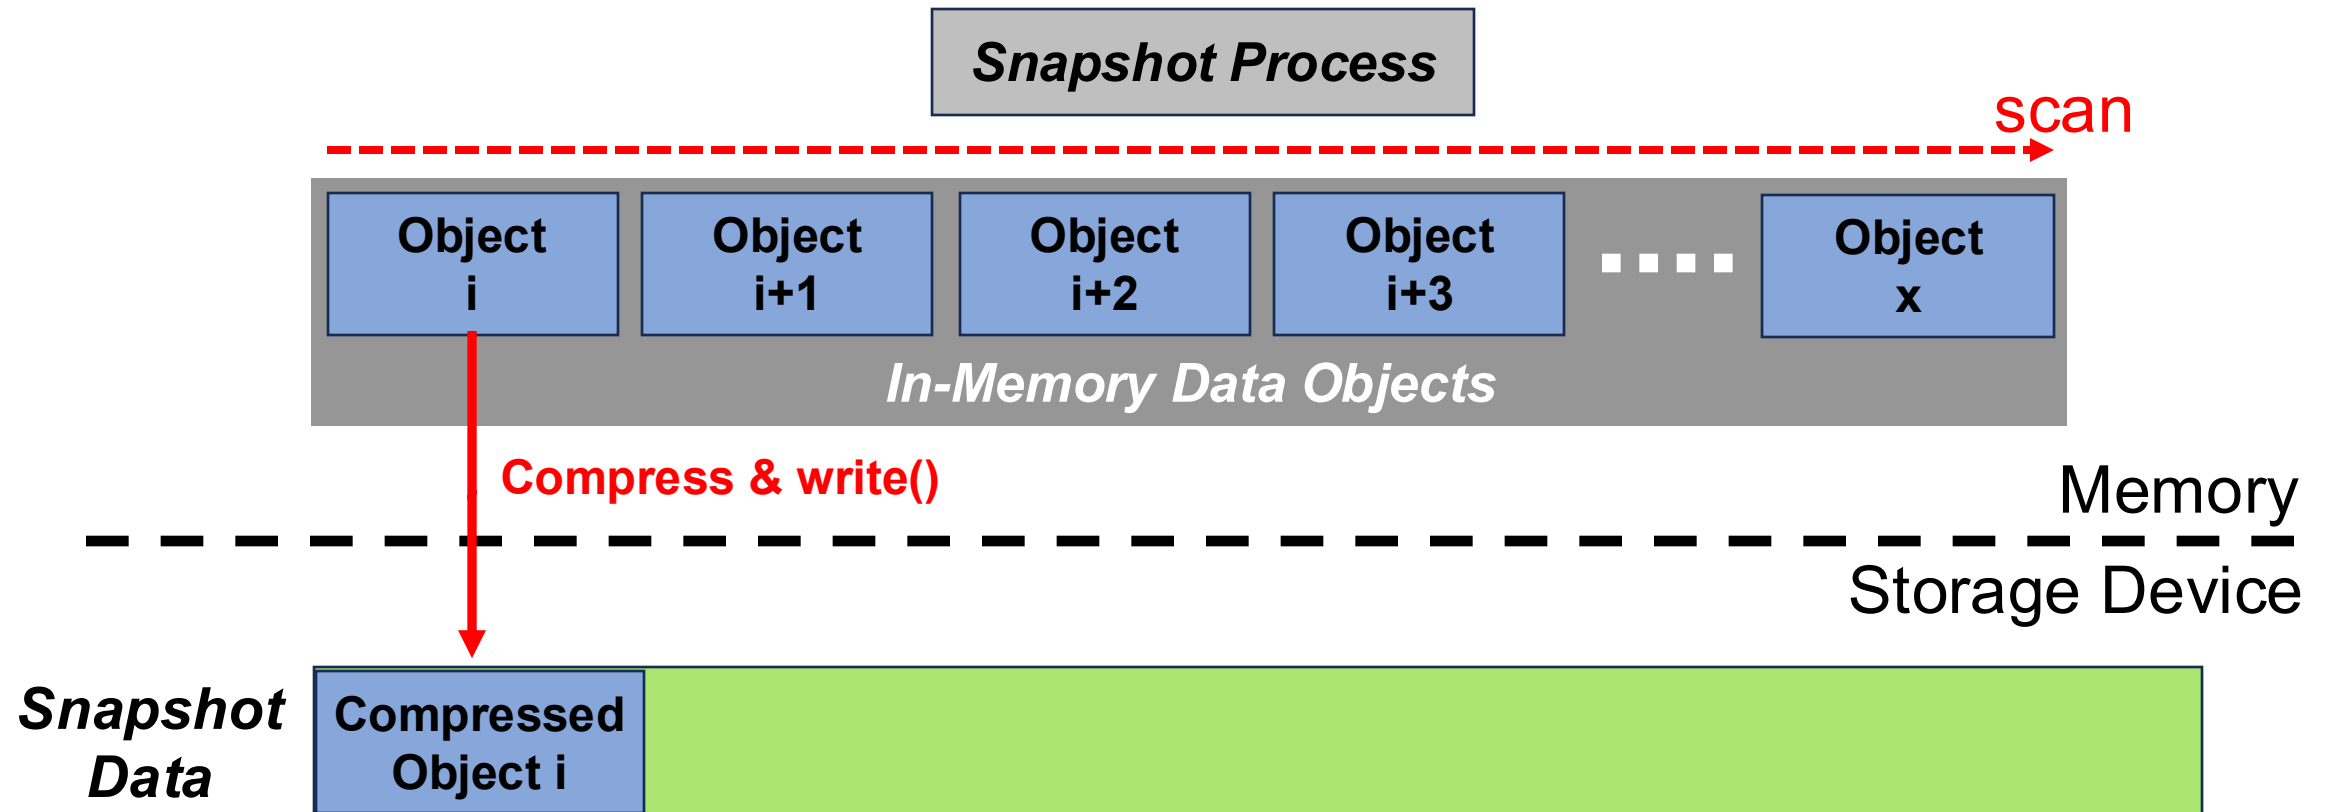 Snapshot Process
scan
Object
i
Object
i+1
Object
i+2
Object
i+3
Object
x
In-Memory Data Objects
Compress & write()
Memory
Storage Device
Snapshot
Data
Compressed
Object i